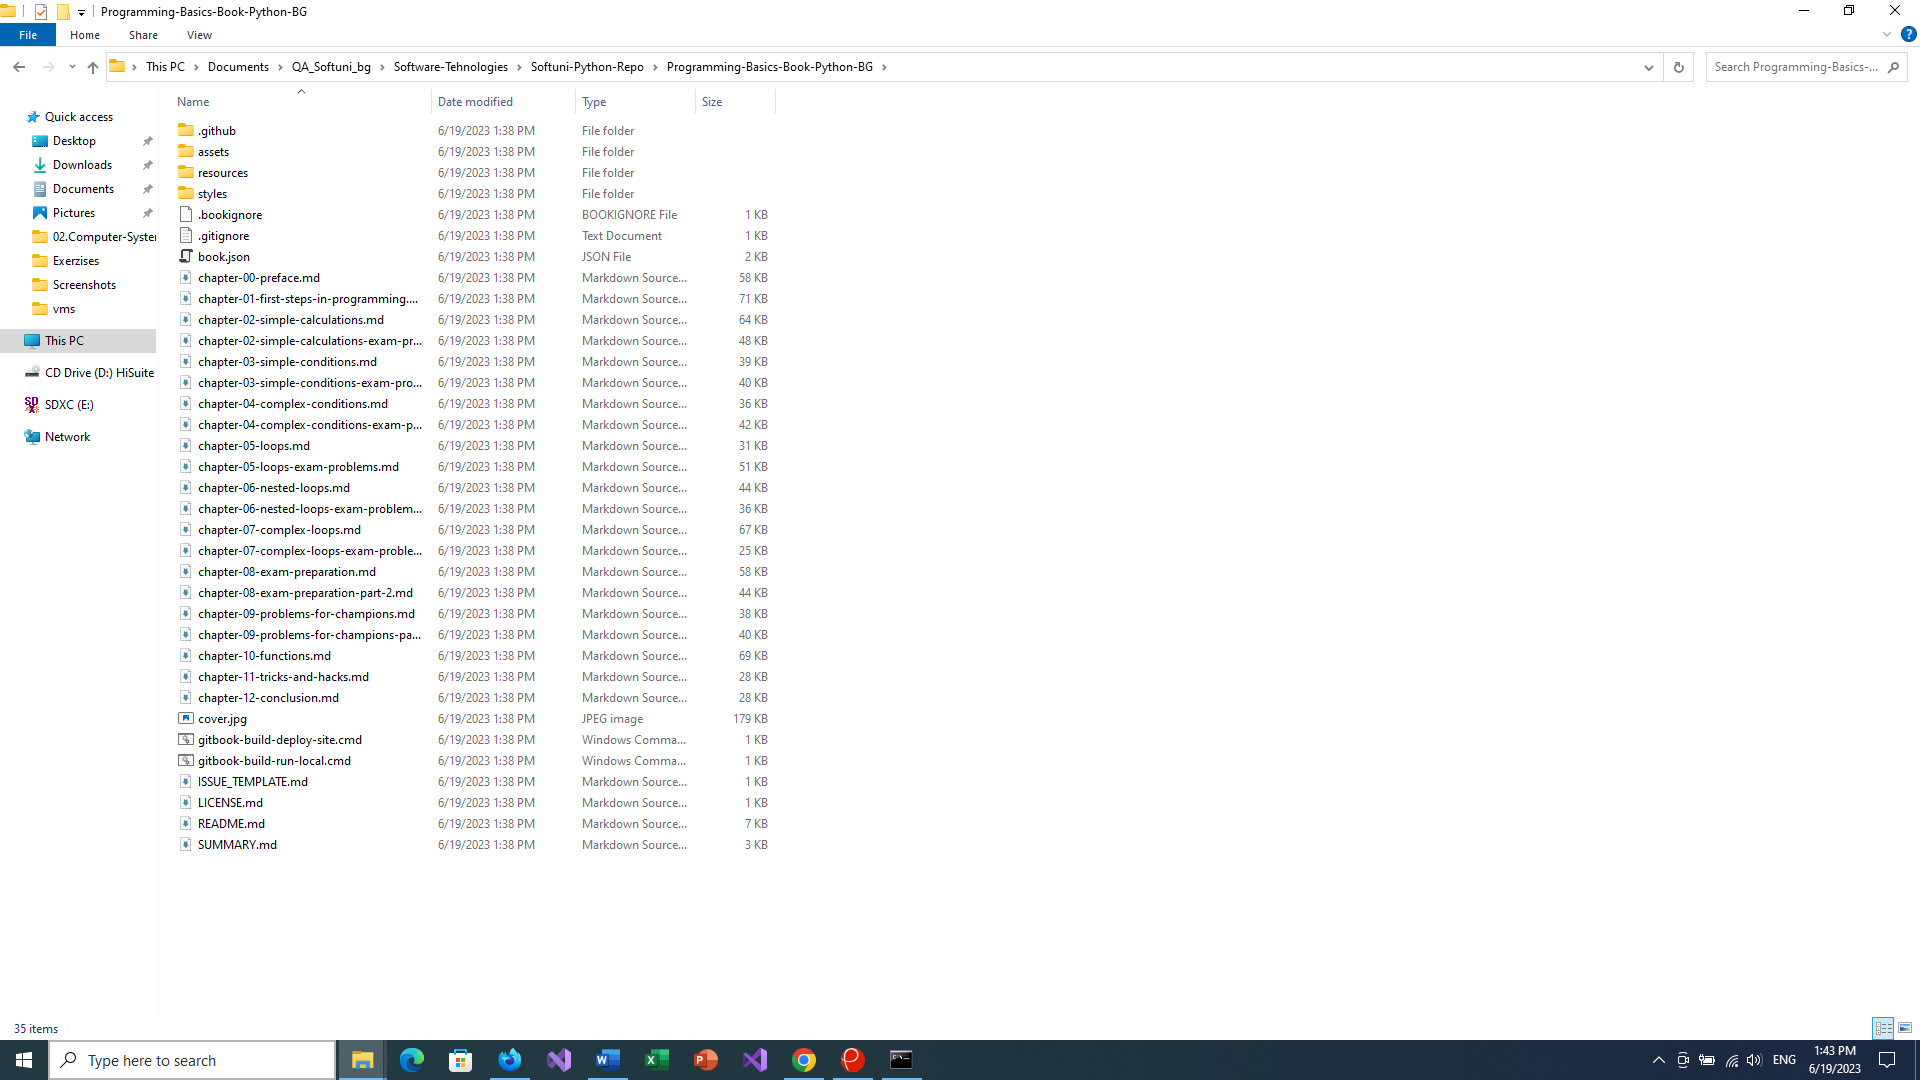 Programming-Basics-Book-Python-BG
File Home Share View
This PC Documents QA_Softuni_bg Software-Tehnologies Softuni-Python-Repo Programming-Basics-Book-Python-BG Search Programming-Basics-...
Name Date modified Type Size
Quick access
Desktop
Downloads
Documents
Pictures
02.Computer-Syster
Exerzises
Screenshots
vms
This PC
CD Drive (D:) HiSuite
SDXC (E:)
Network
.github 6/19/2023 1:38 PM File folder
assets 6/19/2023 1:38 PM File folder
resources 6/19/2023 1:38 PM File folder
styles 6/19/2023 1:38 PM File folder
.bookignore 6/19/2023 1:38 PM BOOKIGNORE File 1 KB
.gitignore 6/19/2023 1:38 PM Text Document 1 KB
book.json 6/19/2023 1:38 PM JSON File 2 KB
chapter-00-preface.md 6/19/2023 1:38 PM Markdown Source... 58 KB
chapter-01-first-steps-in-programming.... 6/19/2023 1:38 PM Markdown Source... 71 KB
chapter-02-simple-calculations.md 6/19/2023 1:38 PM Markdown Source... 64 KB
chapter-02-simple-calculations-exam-pr... 6/19/2023 1:38 PM Markdown Source... 48 KB
chapter-03-simple-conditions.md 6/19/2023 1:38 PM Markdown Source... 39 KB
chapter-03-simple-conditions-exam-pro... 6/19/2023 1:38 PM Markdown Source... 40 KB
chapter-04-complex-conditions.md 6/19/2023 1:38 PM Markdown Source... 36 KB
chapter-04-complex-conditions-exam-p... 6/19/2023 1:38 PM Markdown Source... 42 KB
chapter-05-loops.md 6/19/2023 1:38 PM Markdown Source... 31 KB
chapter-05-loops-exam-problems.md 6/19/2023 1:38 PM Markdown Source... 51 KB
chapter-06-nested-loops.md 6/19/2023 1:38 PM Markdown Source... 44 KB
chapter-06-nested-loops-exam-problem... 6/19/2023 1:38 PM Markdown Source... 36 KB
chapter-07-complex-loops.md 6/19/2023 1:38 PM Markdown Source... 67 KB
chapter-07-complex-loops-exam-proble... 6/19/2023 1:38 PM Markdown Source... 25 KB
chapter-08-exam-preparation.md 6/19/2023 1:38 PM Markdown Source... 58 KB
chapter-08-exam-preparation-part-2.md 6/19/2023 1:38 PM Markdown Source... 44 KB
chapter-09-problems-for-champions.md 6/19/2023 1:38 PM Markdown Source... 38 KB
chapter-09-problems-for-champions-pa... 6/19/2023 1:38 PM Markdown Source... 40 KB
chapter-10-functions.md 6/19/2023 1:38 PM Markdown Source... 69 KB
chapter-11-tricks-and-hacks.md 6/19/2023 1:38 PM Markdown Source... 28 KB
chapter-12-conclusion.md 6/19/2023 1:38 PM Markdown Source... 28 KB
cover.jpg 6/19/2023 1:38 PM JPEG image 179 KB
gitbook-build-deploy-site.cmd 6/19/2023 1:38 PM Windows Comma... 1 KB
gitbook-build-run-local.cmd 6/19/2023 1:38 PM Windows Comma... 1 KB
ISSUE_TEMPLATE.md 6/19/2023 1:38 PM Markdown Source... 1 KB
LICENSE.md 6/19/2023 1:38 PM Markdown Source... 1 KB
README.md 6/19/2023 1:38 PM Markdown Source... 7 KB
SUMMARY.md 6/19/2023 1:38 PM Markdown Source... 3 KB
35 items
Type here to search
ENG
1:43 PM
6/19/2023